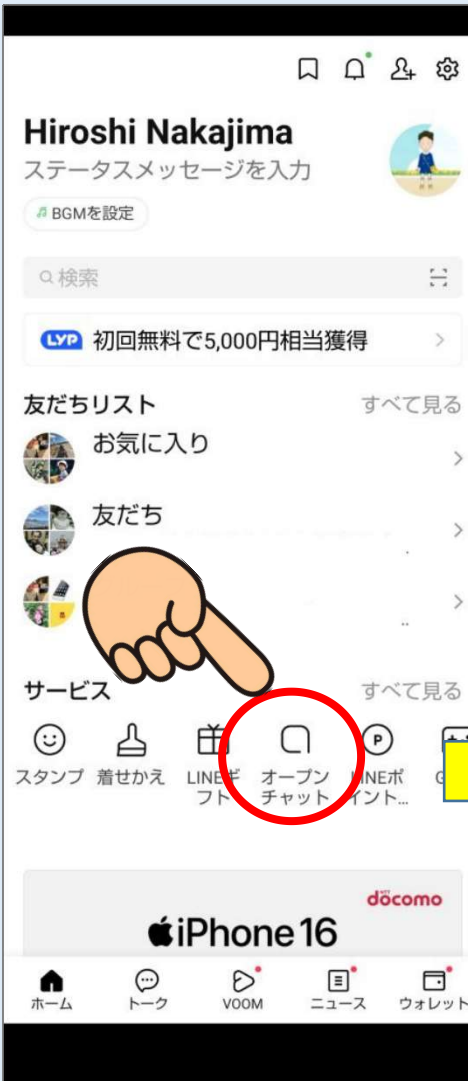 Hiroshi Nakajima
ステータスメッセージを入力
BGMを設定
検索
LYP 初回無料で5,000円相当獲得
友だちリスト すべて見る
お気に入り
友だち
サービス すべて見る
スタンプ 着せかえ LINEギフト オープンチャット LINEポイント...
döcomo
iPhone 16
ホーム トーク VOOM ニュース ウォレット